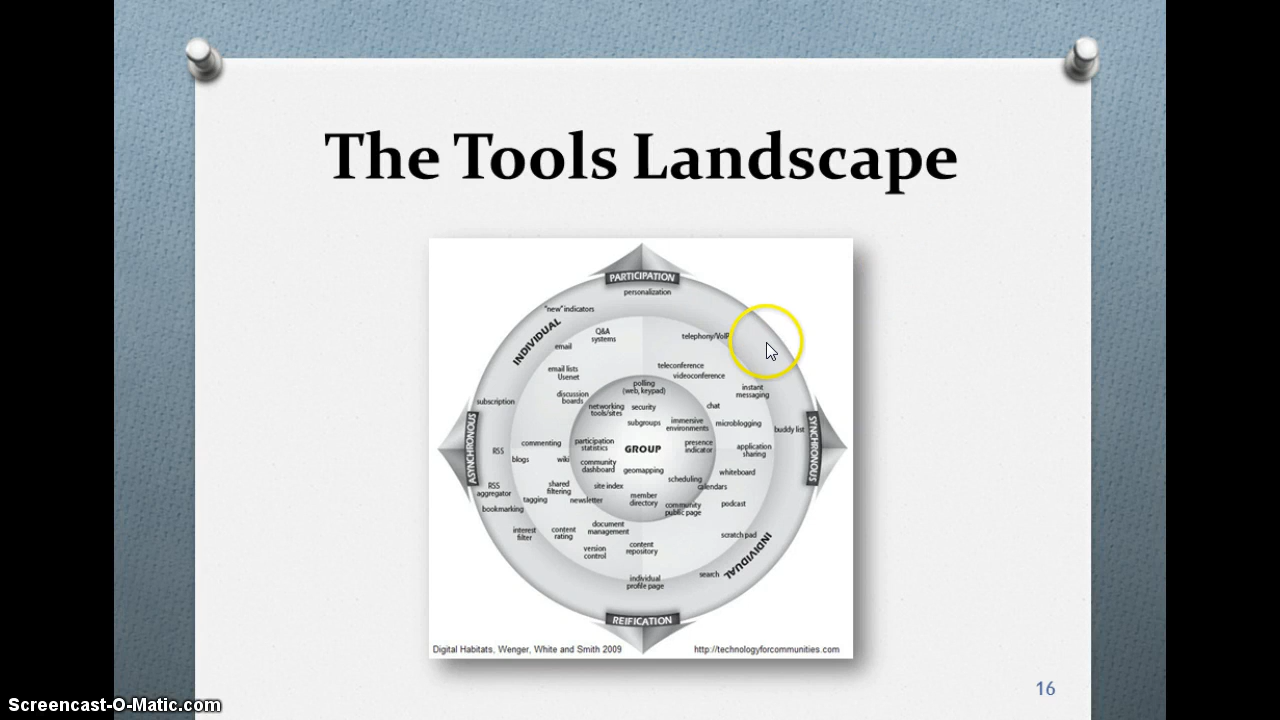 The Tools Landscape
PARTICIPATION
personalization
"new" indicators
INDIVIDUAL
Q&A
systems
telephony/VoIP
email
teleconference
videoconference
email lists
Usenet
polling
(web, keypad)
instant
messaging
discussion
boards
subscription
networking
tools/sites
security
chat
subgroups
immersive
environments
microblogging
buddy list
ASYNCHRONOUS
SYNCHRONOUS
commenting
participation
statistics
GROUP
presence
indicator
application
sharing
RSS
blogs
wiki
community
dashboard
geomapping
whiteboard
scheduling
calendars
RSS
aggregator
shared
filtering
site index
tagging
newsletter
member
directory
community
public page
podcast
bookmarking
interest
filter
content
rating
document
management
scratch pad
INDIVIDUAL
version
control
content
repository
search
individual
profile page
REIFICATION
Digital Habitats, Wenger, White and Smith 2009
http://technologyforcommunities.com
16
Screencast-O-Matic.com